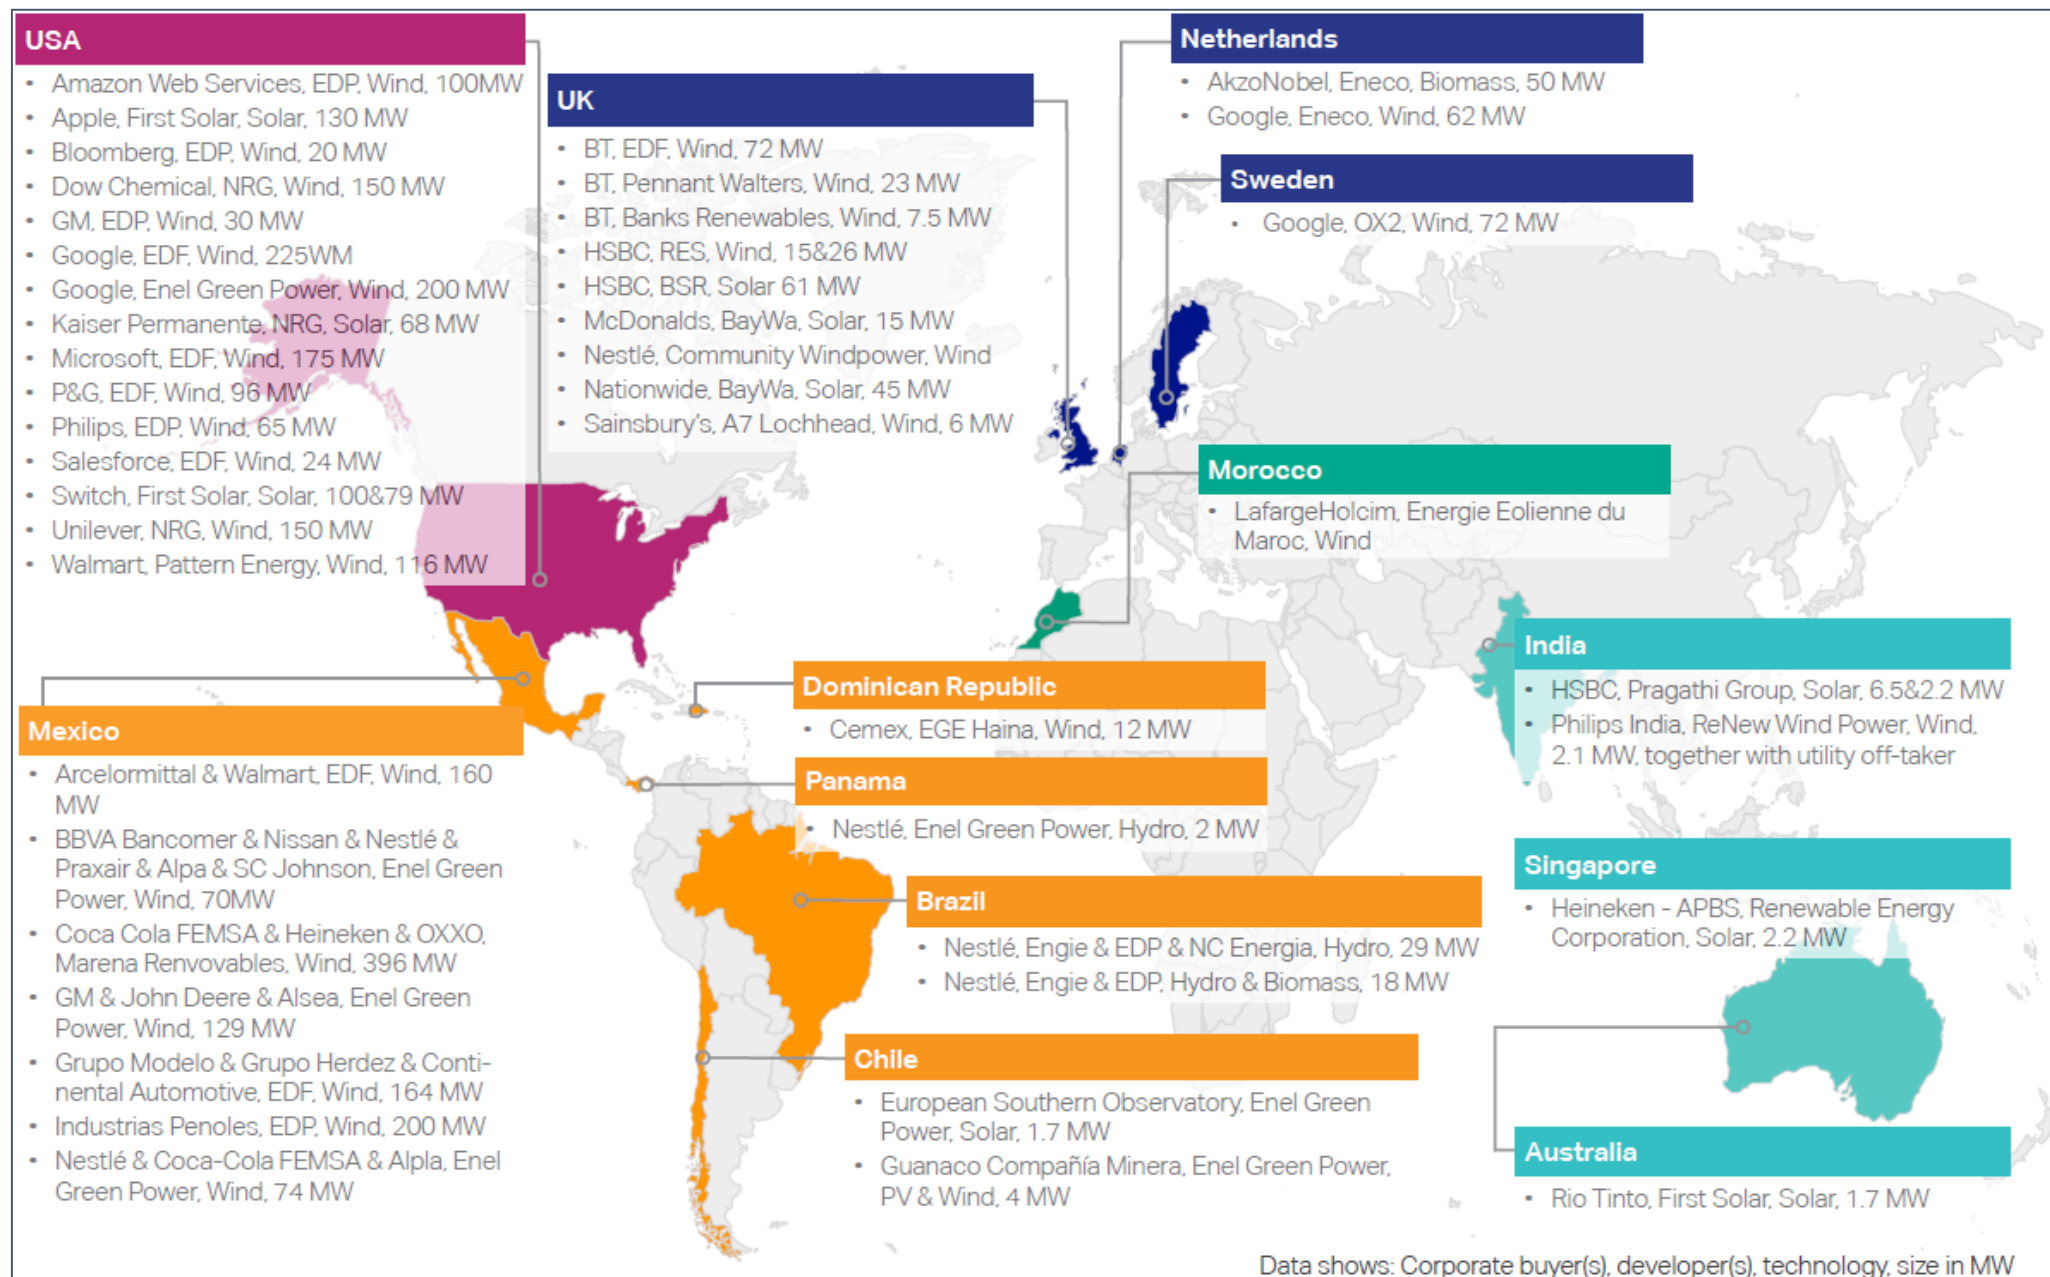 USA
• Amazon Web Services, EDP, Wind, 100MW
• Apple, First Solar, Solar, 130 MW
• Bloomberg, EDP, Wind, 20 MW
• Dow Chemical, NRG, Wind, 150 MW
• GM, EDP, Wind, 30 MW
• Google, EDF, Wind, 225WM
• Google, Enel Green Power, Wind, 200 MW
• Kaiser Permanente, NRG, Solar, 68 MW
• Microsoft, EDF, Wind, 175 MW
• P&G, EDF, Wind, 96 MW
• Philips, EDP, Wind, 65 MW
• Salesforce, EDF, Wind, 24 MW
• Switch, First Solar, Solar, 100&79 MW
• Unilever, NRG, Wind, 150 MW
• Walmart, Pattern Energy, Wind, 116 MW
UK
• BT, EDF, Wind, 72 MW
• BT, Pennant Walters, Wind, 23 MW
• BT, Banks Renewables, Wind, 7.5 MW
• HSBC, RES, Wind, 15&26 MW
• HSBC, BSR, Solar 61 MW
• McDonalds, BayWa, Solar, 15 MW
• Nestlé, Community Windpower, Wind
• Nationwide, BayWa, Solar, 45 MW
• Sainsbury's, A7 Lochhead, Wind, 6 MW
Netherlands
• AkzoNobel, Eneco, Biomass, 50 MW
• Google, Eneco, Wind, 62 MW
Sweden
• Google, OX2, Wind, 72 MW
Morocco
• LafargeHolcim, Energie Eolienne du
Maroc, Wind
India
• HSBC, Pragathi Group, Solar, 6.5&2.2 MW
• Philips India, ReNew Wind Power, Wind,
2.1 MW, together with utility off-taker
Mexico
• Arcelormittal & Walmart, EDF, Wind, 160
MW
• BBVA Bancomer & Nissan & Nestlé &
Praxair & Alpa & SC Johnson, Enel Green
Power, Wind, 70MW
• Coca Cola FEMSA & Heineken & OXXO,
Marena Renvovables, Wind, 396 MW
• GM & John Deere & Alsea, Enel Green
Power, Wind, 129 MW
• Grupo Modelo & Grupo Herdez & Conti-
nental Automotive, EDF, Wind, 164 MW
• Industrias Penoles, EDP, Wind, 200 MW
• Nestlé & Coca-Cola FEMSA & Alpla, Enel
Green Power, Wind, 74 MW
Dominican Republic
• Cemex, EGE Haina, Wind, 12 MW
Panama
• Nestlé, Enel Green Power, Hydro, 2 MW
Brazil
• Nestlé, Engie & EDP & NC Energia, Hydro, 29 MW
• Nestlé, Engie & EDP, Hydro & Biomass, 18 MW
Chile
• European Southern Observatory, Enel Green
Power, Solar, 1.7 MW
• Guanaco Compañía Minera, Enel Green Power,
PV & Wind, 4 MW
Singapore
• Heineken - APBS, Renewable Energy
Corporation, Solar, 2.2 MW
Australia
• Rio Tinto, First Solar, Solar, 1.7 MW
Data shows: Corporate buyer(s), developer(s), technology, size in MW